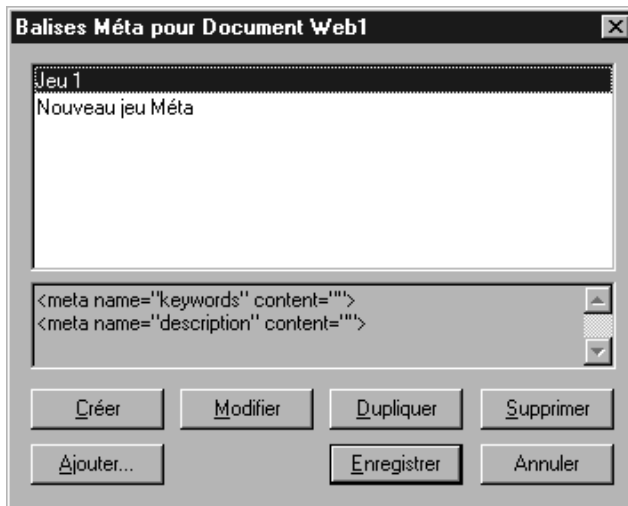 Balises Méta pour Document Web1
Jeu 1
Nouveau jeu Méta
<meta name="keywords" content="">
<meta name="description" content="">
Créer Modifier Dupliquer Supprimer
Ajouter... Enregistrer Annuler